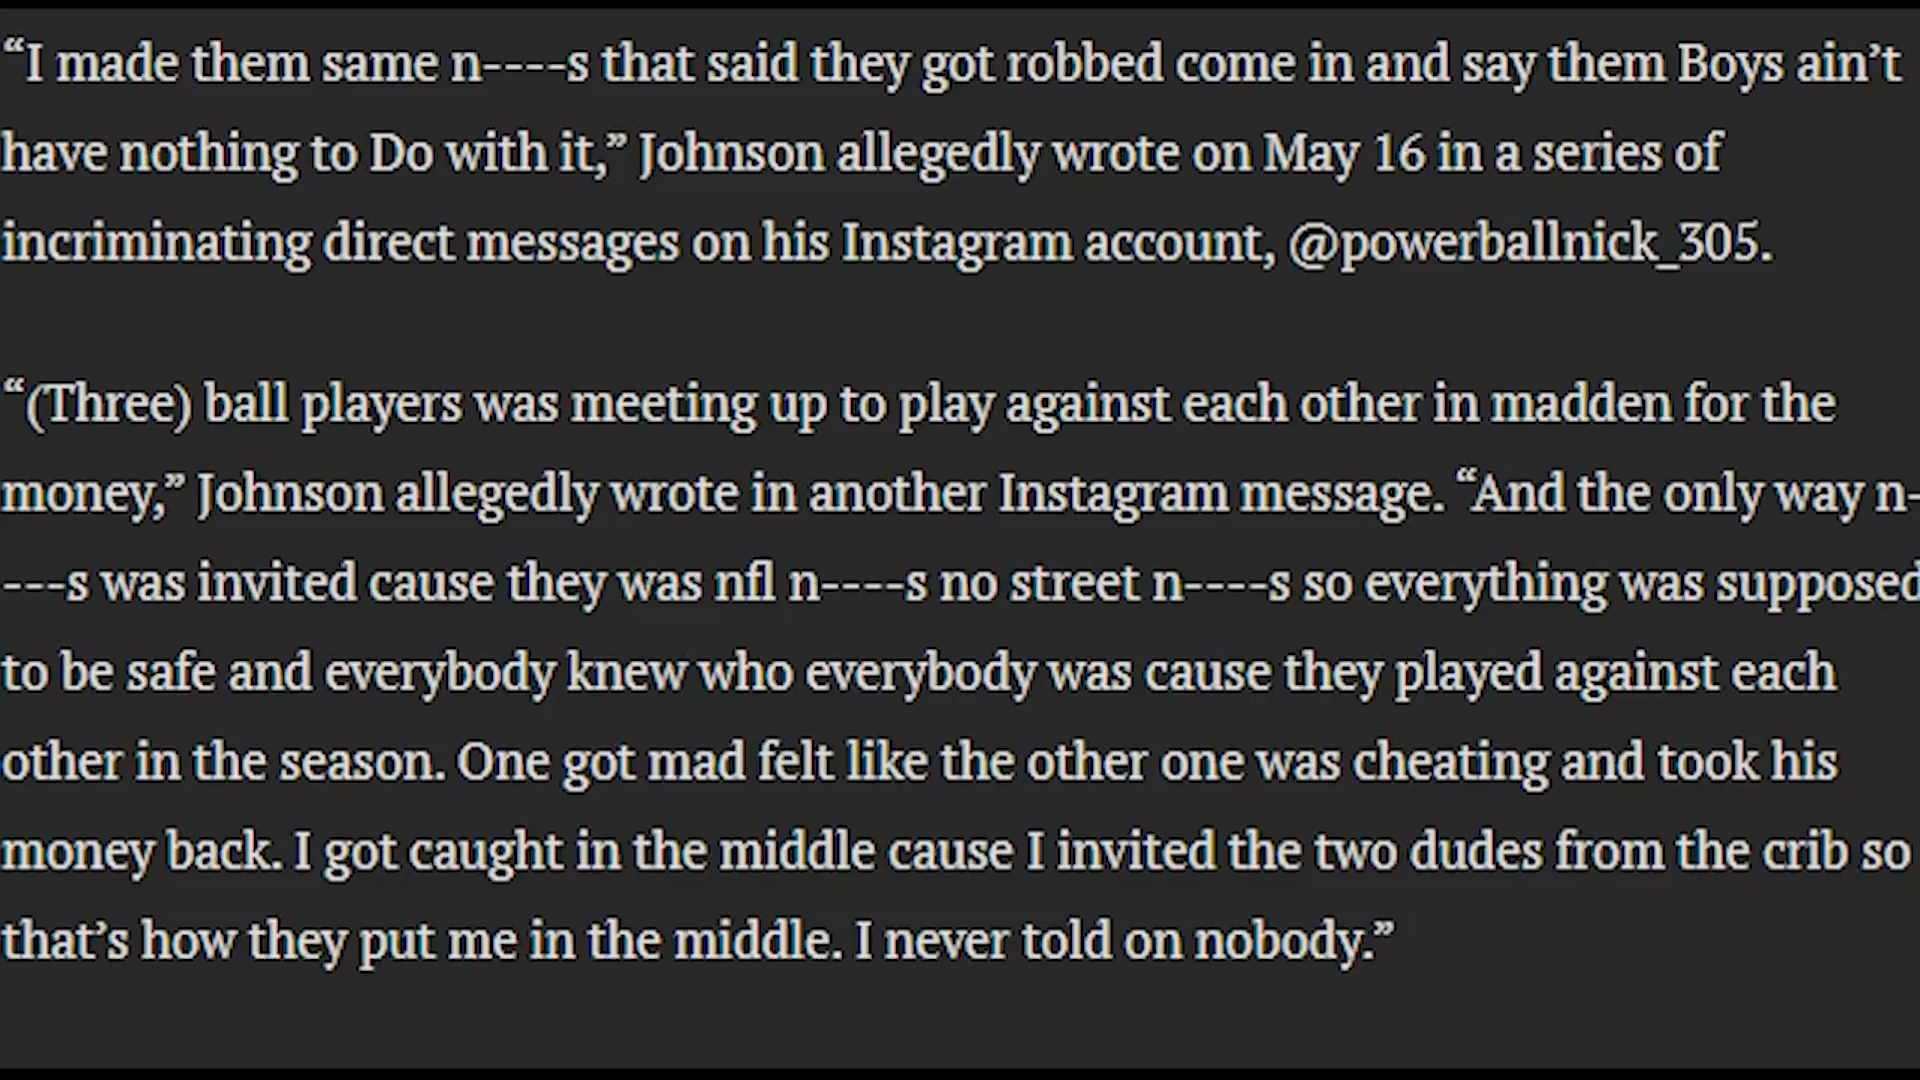 “I made them same n----s that said they got robbed come in and say them Boys ain’t
have nothing to Do with it,” Johnson allegedly wrote on May 16 in a series of
incriminating direct messages on his Instagram account, @powerballnick_305.
“(Three) ball players was meeting up to play against each other in madden for the
money,” Johnson allegedly wrote in another Instagram message. “And the only way n-
---s was invited cause they was nfl n----s no street n----s so everything was supposed
to be safe and everybody knew who everybody was cause they played against each
other in the season. One got mad felt like the other one was cheating and took his
money back. I got caught in the middle cause I invited the two dudes from the crib so
that’s how they put me in the middle. I never told on nobody.”